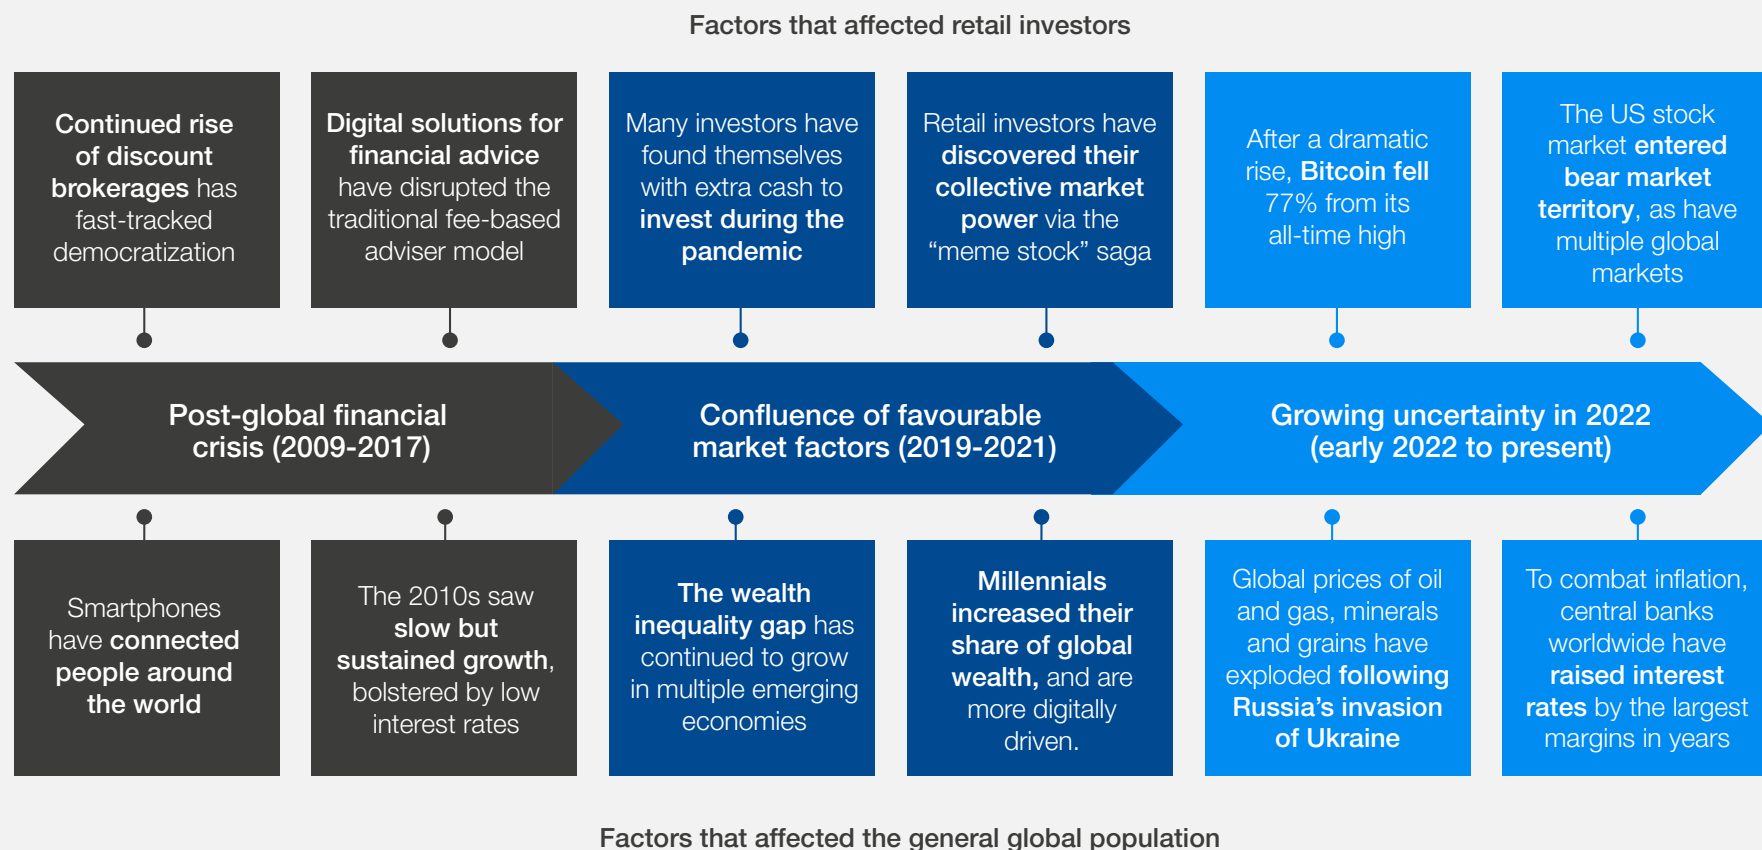 Factors that affected retail investors
Continued rise
of discount
brokerages has
fast-tracked
democratization
Digital solutions for
financial advice
have disrupted the
traditional fee-based
adviser model
Many investors have
found themselves
with extra cash to
invest during the
pandemic
Retail investors have
discovered their
collective market
power via the
“meme stock” saga
After a dramatic
rise, Bitcoin fell
77% from its
all-time high
The US stock
market entered
bear market
territory, as have
multiple global
markets
Post-global financial
crisis (2009-2017)
Confluence of favourable
market factors (2019-2021)
Growing uncertainty in 2022
(early 2022 to present)
Smartphones
have connected
people around
the world
The 2010s saw
slow but
sustained growth,
bolstered by low
interest rates
The wealth
inequality gap has
continued to grow
in multiple emerging
economies
Millennials
increased their
share of global
wealth, and are
more digitally
driven.
Global prices of oil
and gas, minerals
and grains have
exploded following
Russia’s invasion
of Ukraine
To combat inflation,
central banks
worldwide have
raised interest
rates by the largest
margins in years
Factors that affected the general global population